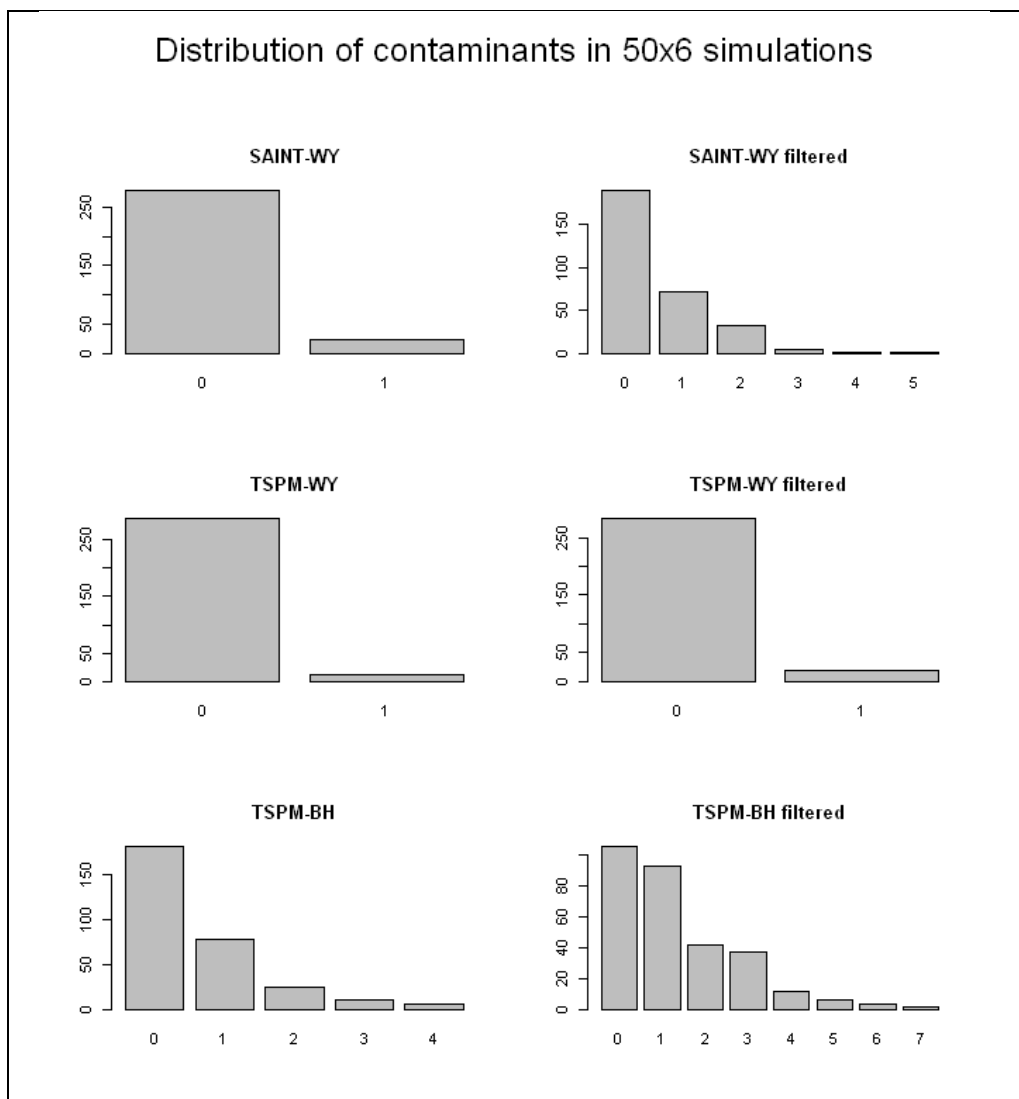 Distribution of contaminants in 50x6 simulations
SAINT-WY
250
150
50
0
0 1
SAINT-WY filtered
150
100
50
0
0 1 2 3 4 5
TSPM-WY
250
150
50
0
0 1
TSPM-WY filtered
250
150
50
0
0 1
TSPM-BH
150
100
50
0
0 1 2 3 4
TSPM-BH filtered
80
60
40
20
0
0 1 2 3 4 5 6 7